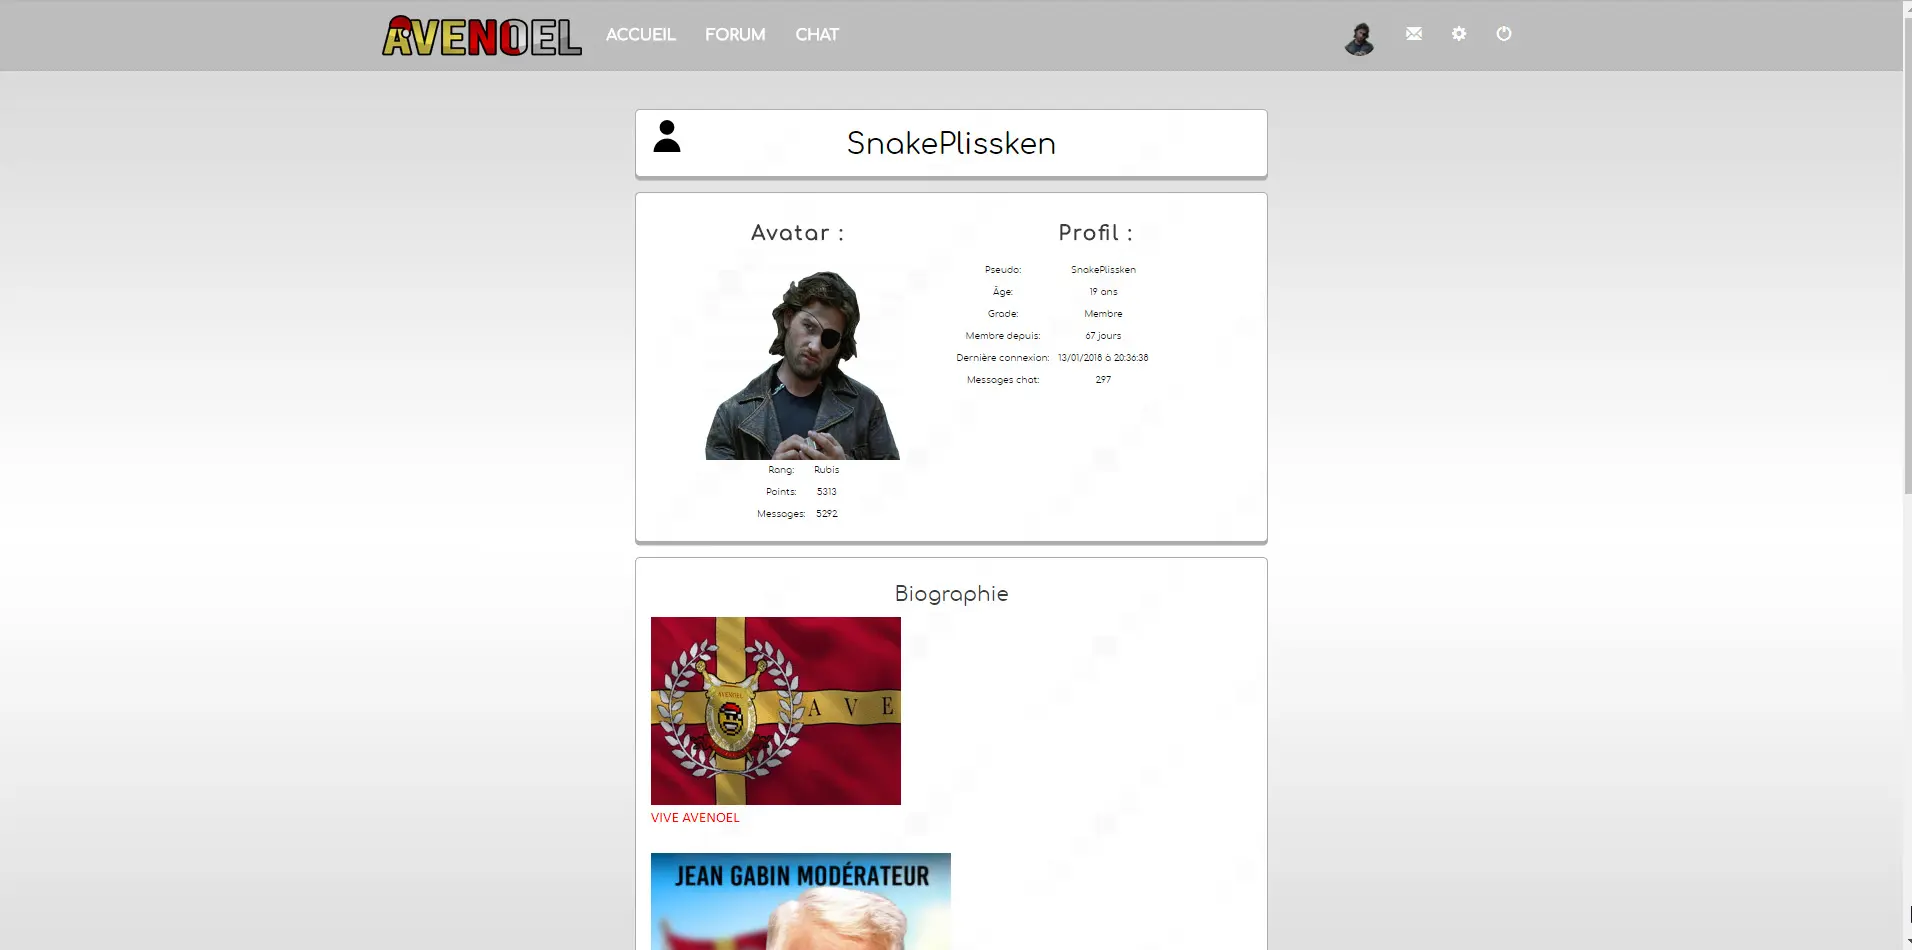 AVENOEL ACCUEIL FORUM CHAT
SnakePlissken
Avatar :
Rang: Rubis
Points: 5313
Messages: 5292
Profil :
Pseudo: SnakePlissken
Âge: 19 ans
Grade: Membre
Membre depuis: 67 jours
Dernière connexion: 13/01/2018 à 20:36:38
Messages chat: 297
Biographie
AVENOEL
A V E
VIVE AVENOEL
JEAN GABIN MODÉRATEUR